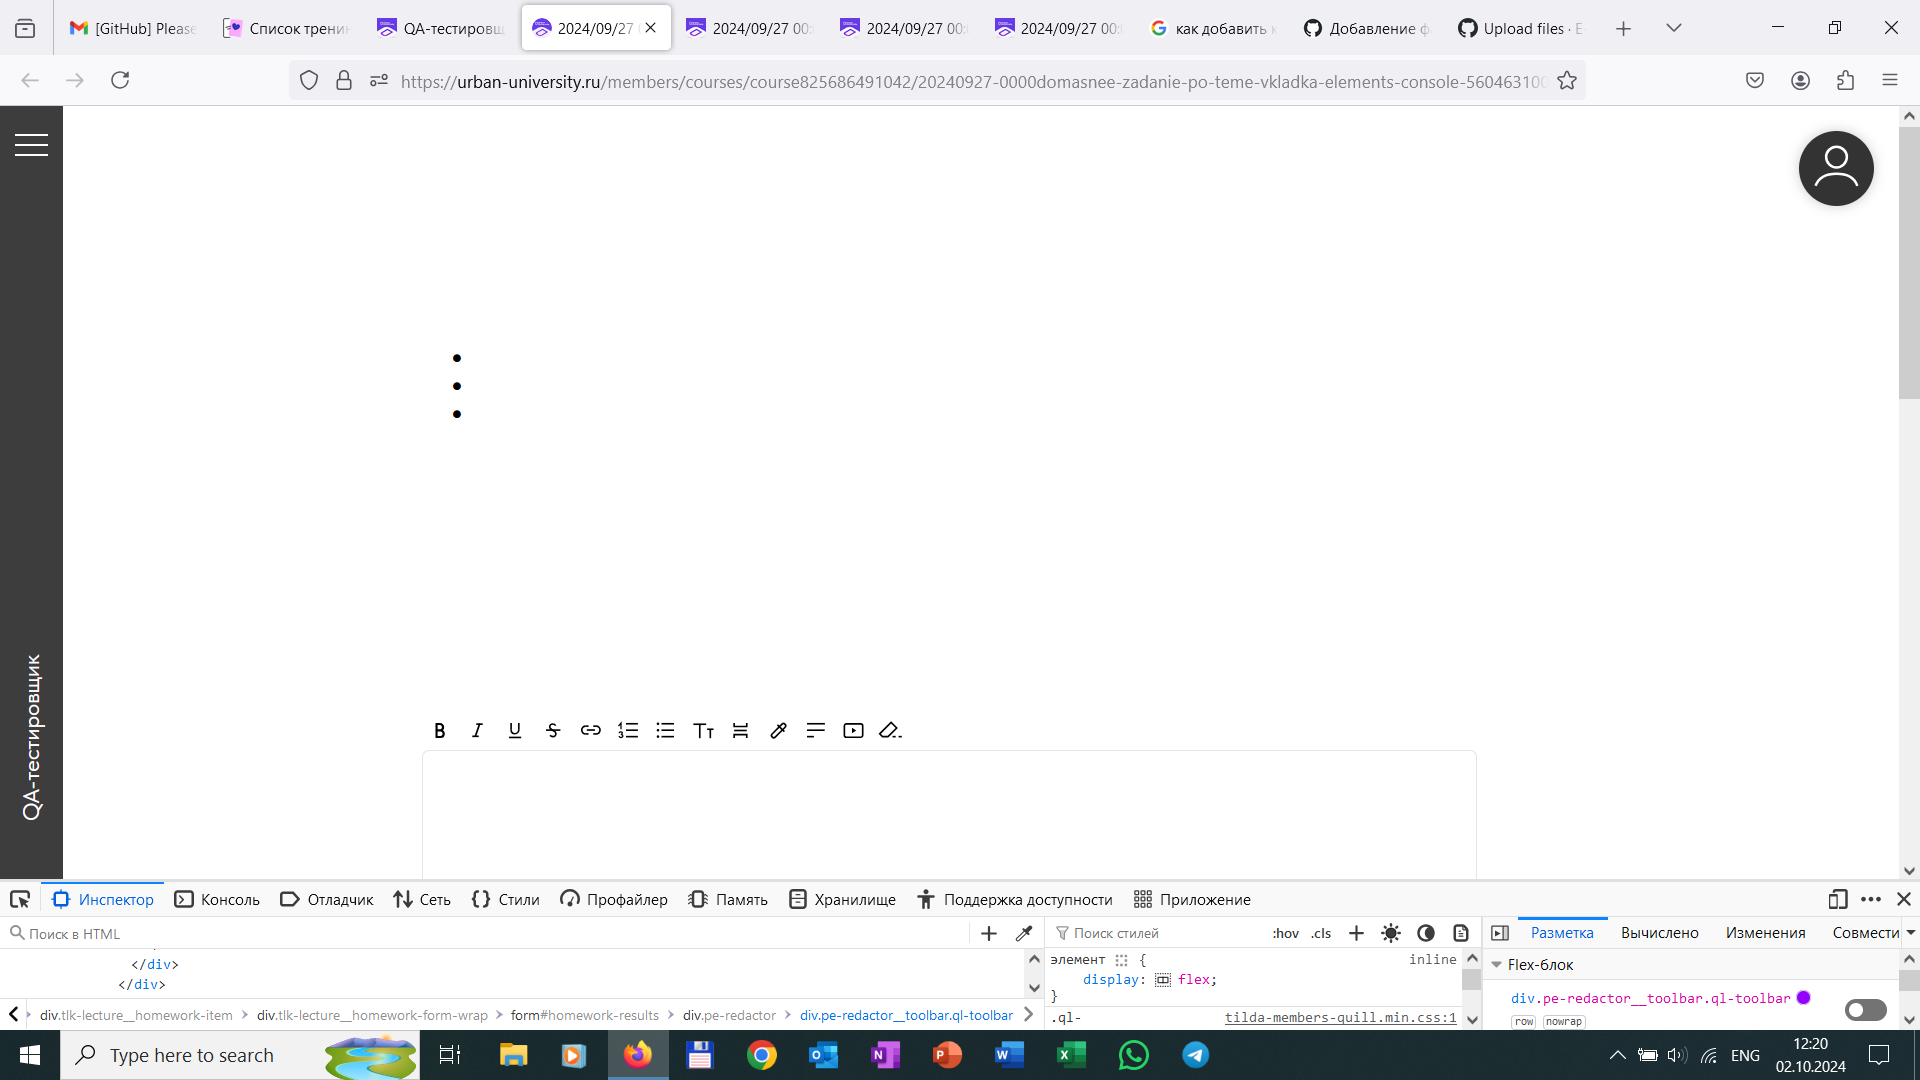 [GitHub] Please
Список тренин
QA-тестировщ
2024/09/27
2024/09/27 00:
2024/09/27 00:
2024/09/27 00:
как добавить
Добавление ф
Upload files · E
https://urban-university.ru/members/courses/course825686491042/20240927-0000domasnee-zadanie-po-teme-vkladka-elements-console-560463100
QA-тестировщик
Инспектор
Консоль
Отладчик
Сеть
Стили
Профайлер
Память
Хранилище
Поддержка доступности
Приложение
Поиск в HTML
</div>
</div>
div.tlk-lecture__homework-item
div.tlk-lecture__homework-form-wrap
form#homework-results
div.pe-redactor
div.pe-redactor__toolbar.ql-toolbar
Поиск стилей
:hov
.cls
элемент {
inline
display: flex;
}
.ql-
tilda-members-quill.min.css:1
Разметка
Вычислено
Изменения
Совмести
Flex-блок
div.pe-redactor__toolbar.ql-toolbar
row
nowrap
Type here to search
ENG
12:20
02.10.2024